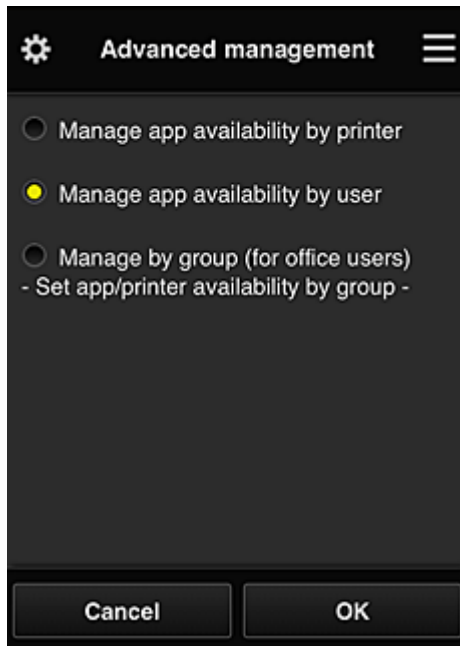 Advanced management
Manage app availability by printer
Manage app availability by user
Manage by group (for office users)
- Set app/printer availability by group -
Cancel
OK